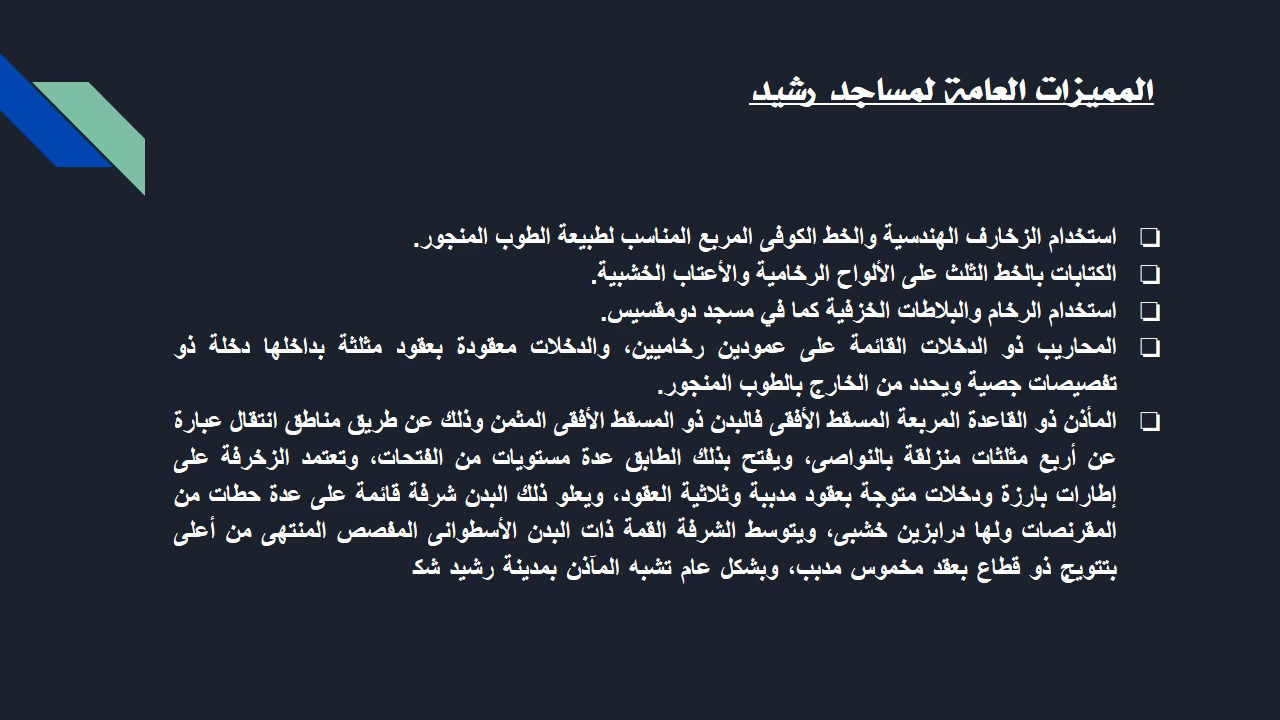 المميزات العامة لمساجد رشيد
استخدام الزخارف الهندسية والخط الكوفى المربع المناسب لطبيعة الطوب المنجور.
الكتابات بالخط الثلث على الألواح الرخامية والأعتاب الخشبية.
استخدام الرخام والبلاطات الخزفية كما في مسجد دومقسيس.
المحاريب ذو الدخلات القائمة على عمودين رخاميين، والدخلات معقودة بعقود مثلثة بداخلها دخلة ذو
تفصيصات جصية ويحدد من الخارج بالطوب المنجور.
المأذن ذو القاعدة المربعة المسقط الأفقى فالبدن ذو المسقط الأفقى المثمن وذلك عن طريق مناطق انتقال عبارة
عن أربع مثلثات منزلقة بالنواصى، ويفتح بذلك الطابق عدة مستويات من الفتحات، وتعتمد الزخرفة على
إطارات بارزة ودخلات متوجة بعقود مدببة وثلاثية العقود، ويعلو ذلك البدن شرفة قائمة على عدة حطات من
المقرنصات ولها درابزين خشبى، ويتوسط الشرفة القمة ذات البدن الأسطوانى المفصص المنتهى من أعلى
بتتويج ذو قطاع بعقد مخموس مدبب، وبشكل عام تشبه المآذن بمدينة رشيد شك